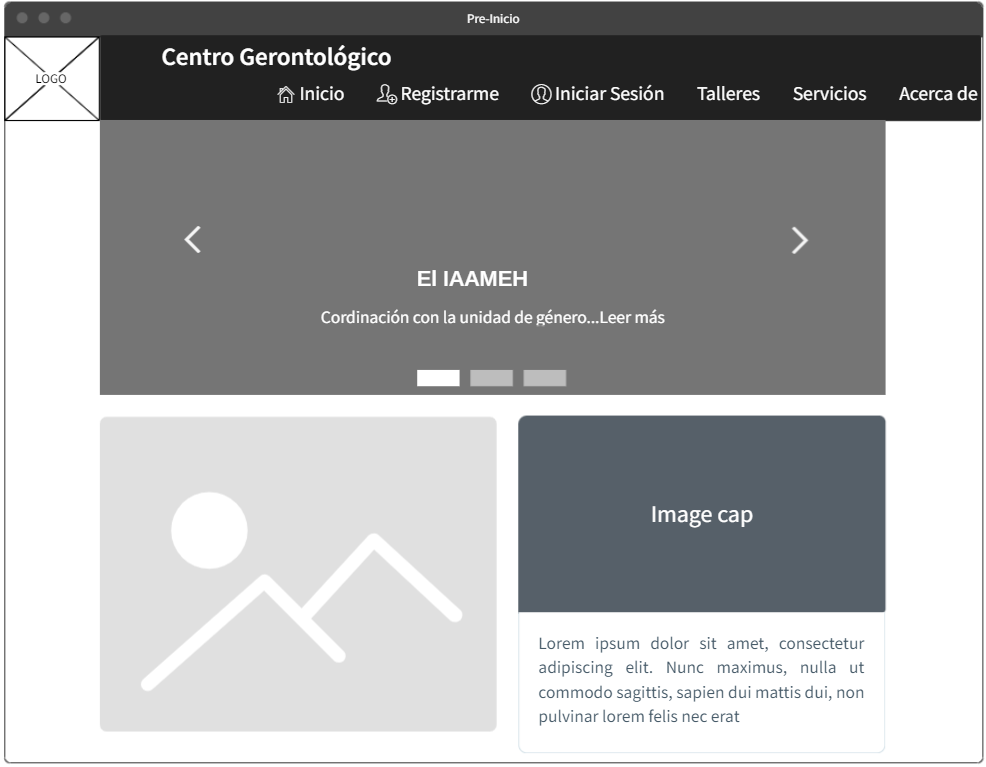 Pre-Inicio
LOGO
Centro Gerontológico
Inicio Registrarme Iniciar Sesión Talleres Servicios Acerca de
El IAAMEH
Cordinación con la unidad de género...Leer más
Image cap
Lorem ipsum dolor sit amet, consectetur
adipiscing elit. Nunc maximus, nulla ut
commodo sagittis, sapien dui mattis dui, non
pulvinar lorem felis nec erat